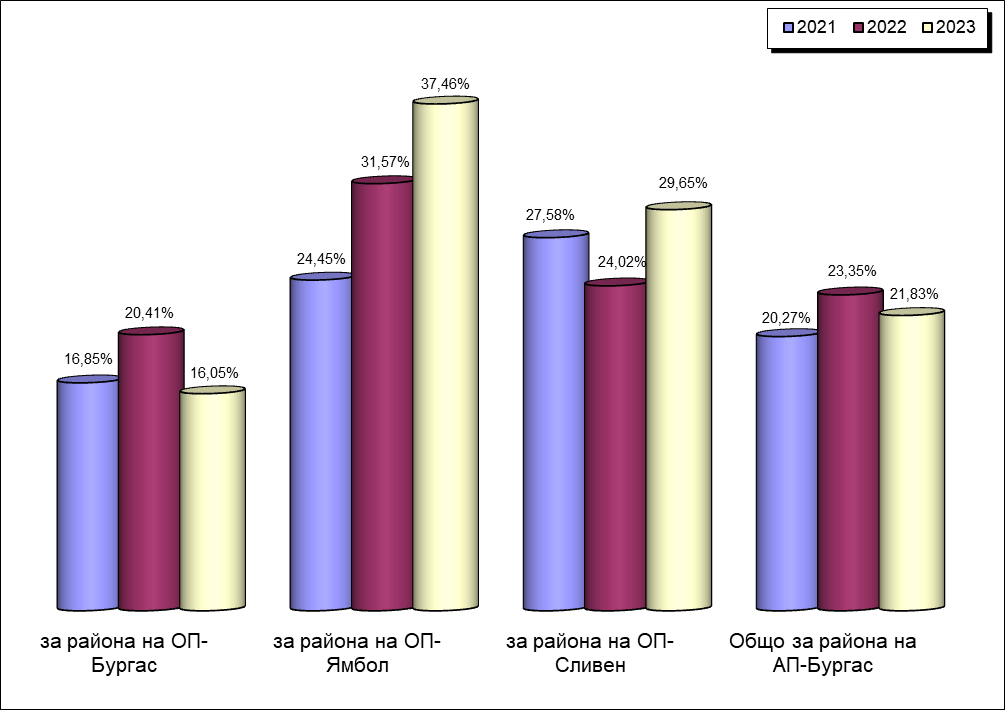 2021 2022 2023
16,85% 20,41% 16,05%
24,45% 31,57% 37,46%
27,58% 24,02% 29,65%
20,27% 23,35% 21,83%
за района на ОП-
Бургас
за района на ОП-
Ямбол
за района на ОП-
Сливен
Общо за района на
АП-Бургас